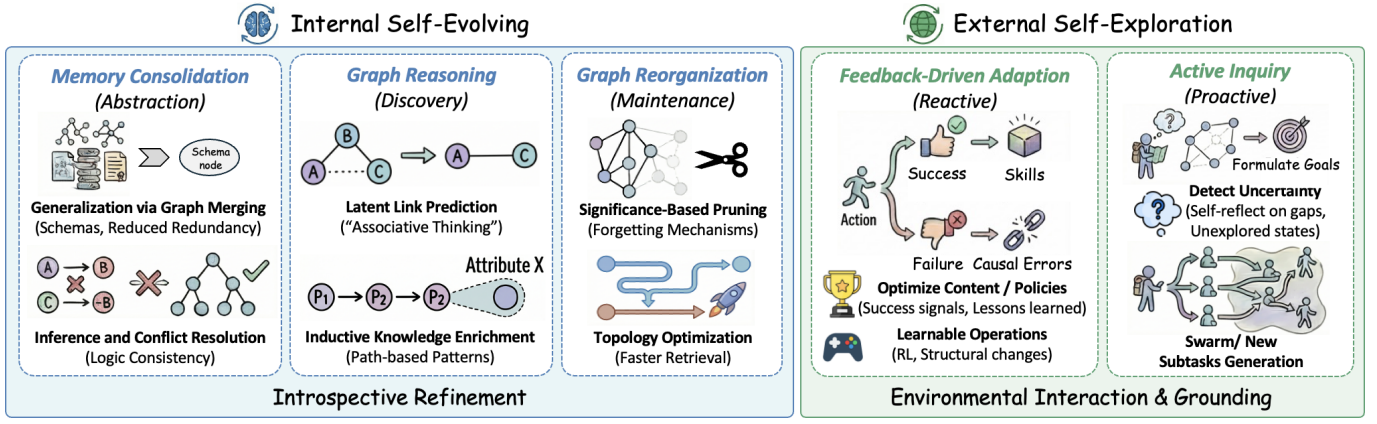 Internal Self-Evolving
External Self-Exploration
Memory Consolidation
(Abstraction)
Schema
node
Generalization via Graph Merging
(Schemas, Reduced Redundancy)
A
B
C
-B
Inference and Conflict Resolution
(Logic Consistency)
Graph Reasoning
(Discovery)
B
A
C
A
C
Latent Link Prediction
(“Associative Thinking”)
Attribute X
P1
P2
P2
Inductive Knowledge Enrichment
(Path-based Patterns)
Graph Reorganization
(Maintenance)
Significance-Based Pruning
(Forgetting Mechanisms)
Topology Optimization
(Faster Retrieval)
Introspective Refinement
Feedback-Driven Adaption
(Reactive)
Success
Skills
Action
Failure
Causal Errors
Optimize Content / Policies
(Success signals, Lessons learned)
Learnable Operations
(RL, Structural changes)
Active Inquiry
(Proactive)
?
Formulate Goals
Detect Uncertainty
?
(Self-reflect on gaps,
Unexplored states)
Swarm/ New
Subtasks Generation
Environmental Interaction & Grounding